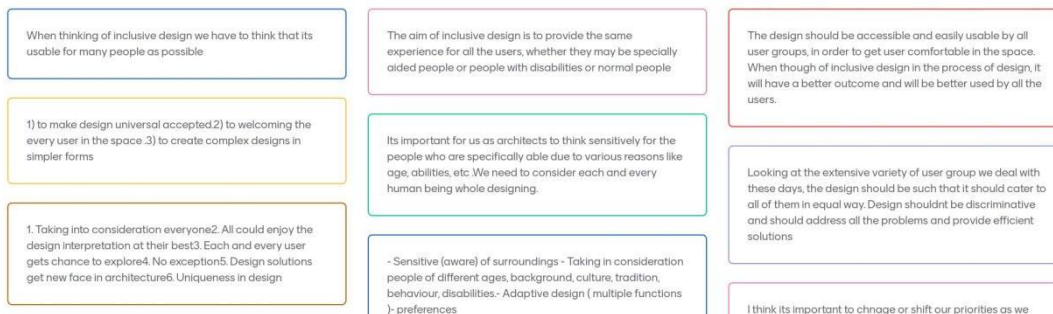 When thinking of inclusive design we have to think that its
usable for many people as possible
1) to make design universal accepted.2) to welcoming the
every user in the space .3) to create complex designs in
simpler forms
1. Taking into consideration everyone2. All could enjoy the
design interpretation at their best3. Each and every user
gets chance to explore4. No exception5. Design solutions
get new face in architecture6. Uniqueness in design
The aim of inclusive design is to provide the same
experience for all the users, whether they may be specially
aided people or people with disabilities or normal people
Its important for us as architects to think sensitively for the
people who are specifically able due to various reasons like
age, abilities, etc .We need to consider each and every
human being whole designing.
- Sensitive (aware) of surroundings - Taking in consideration
people of different ages, background, culture, tradition,
behaviour, disabilities.- Adaptive design ( multiple functions
)- preferences
The design should be accessible and easily usable by all
user groups, in order to get user comfortable in the space.
When though of inclusive design in the process of design, it
will have a better outcome and will be better used by all the
users.
Looking at the extensive variety of user group we deal with
these days, the design should be such that it should cater to
all of them in equal way. Design shouldnt be discriminative
and should address all the problems and provide efficient
solutions
I think its important to chnage or shift our priorities as we